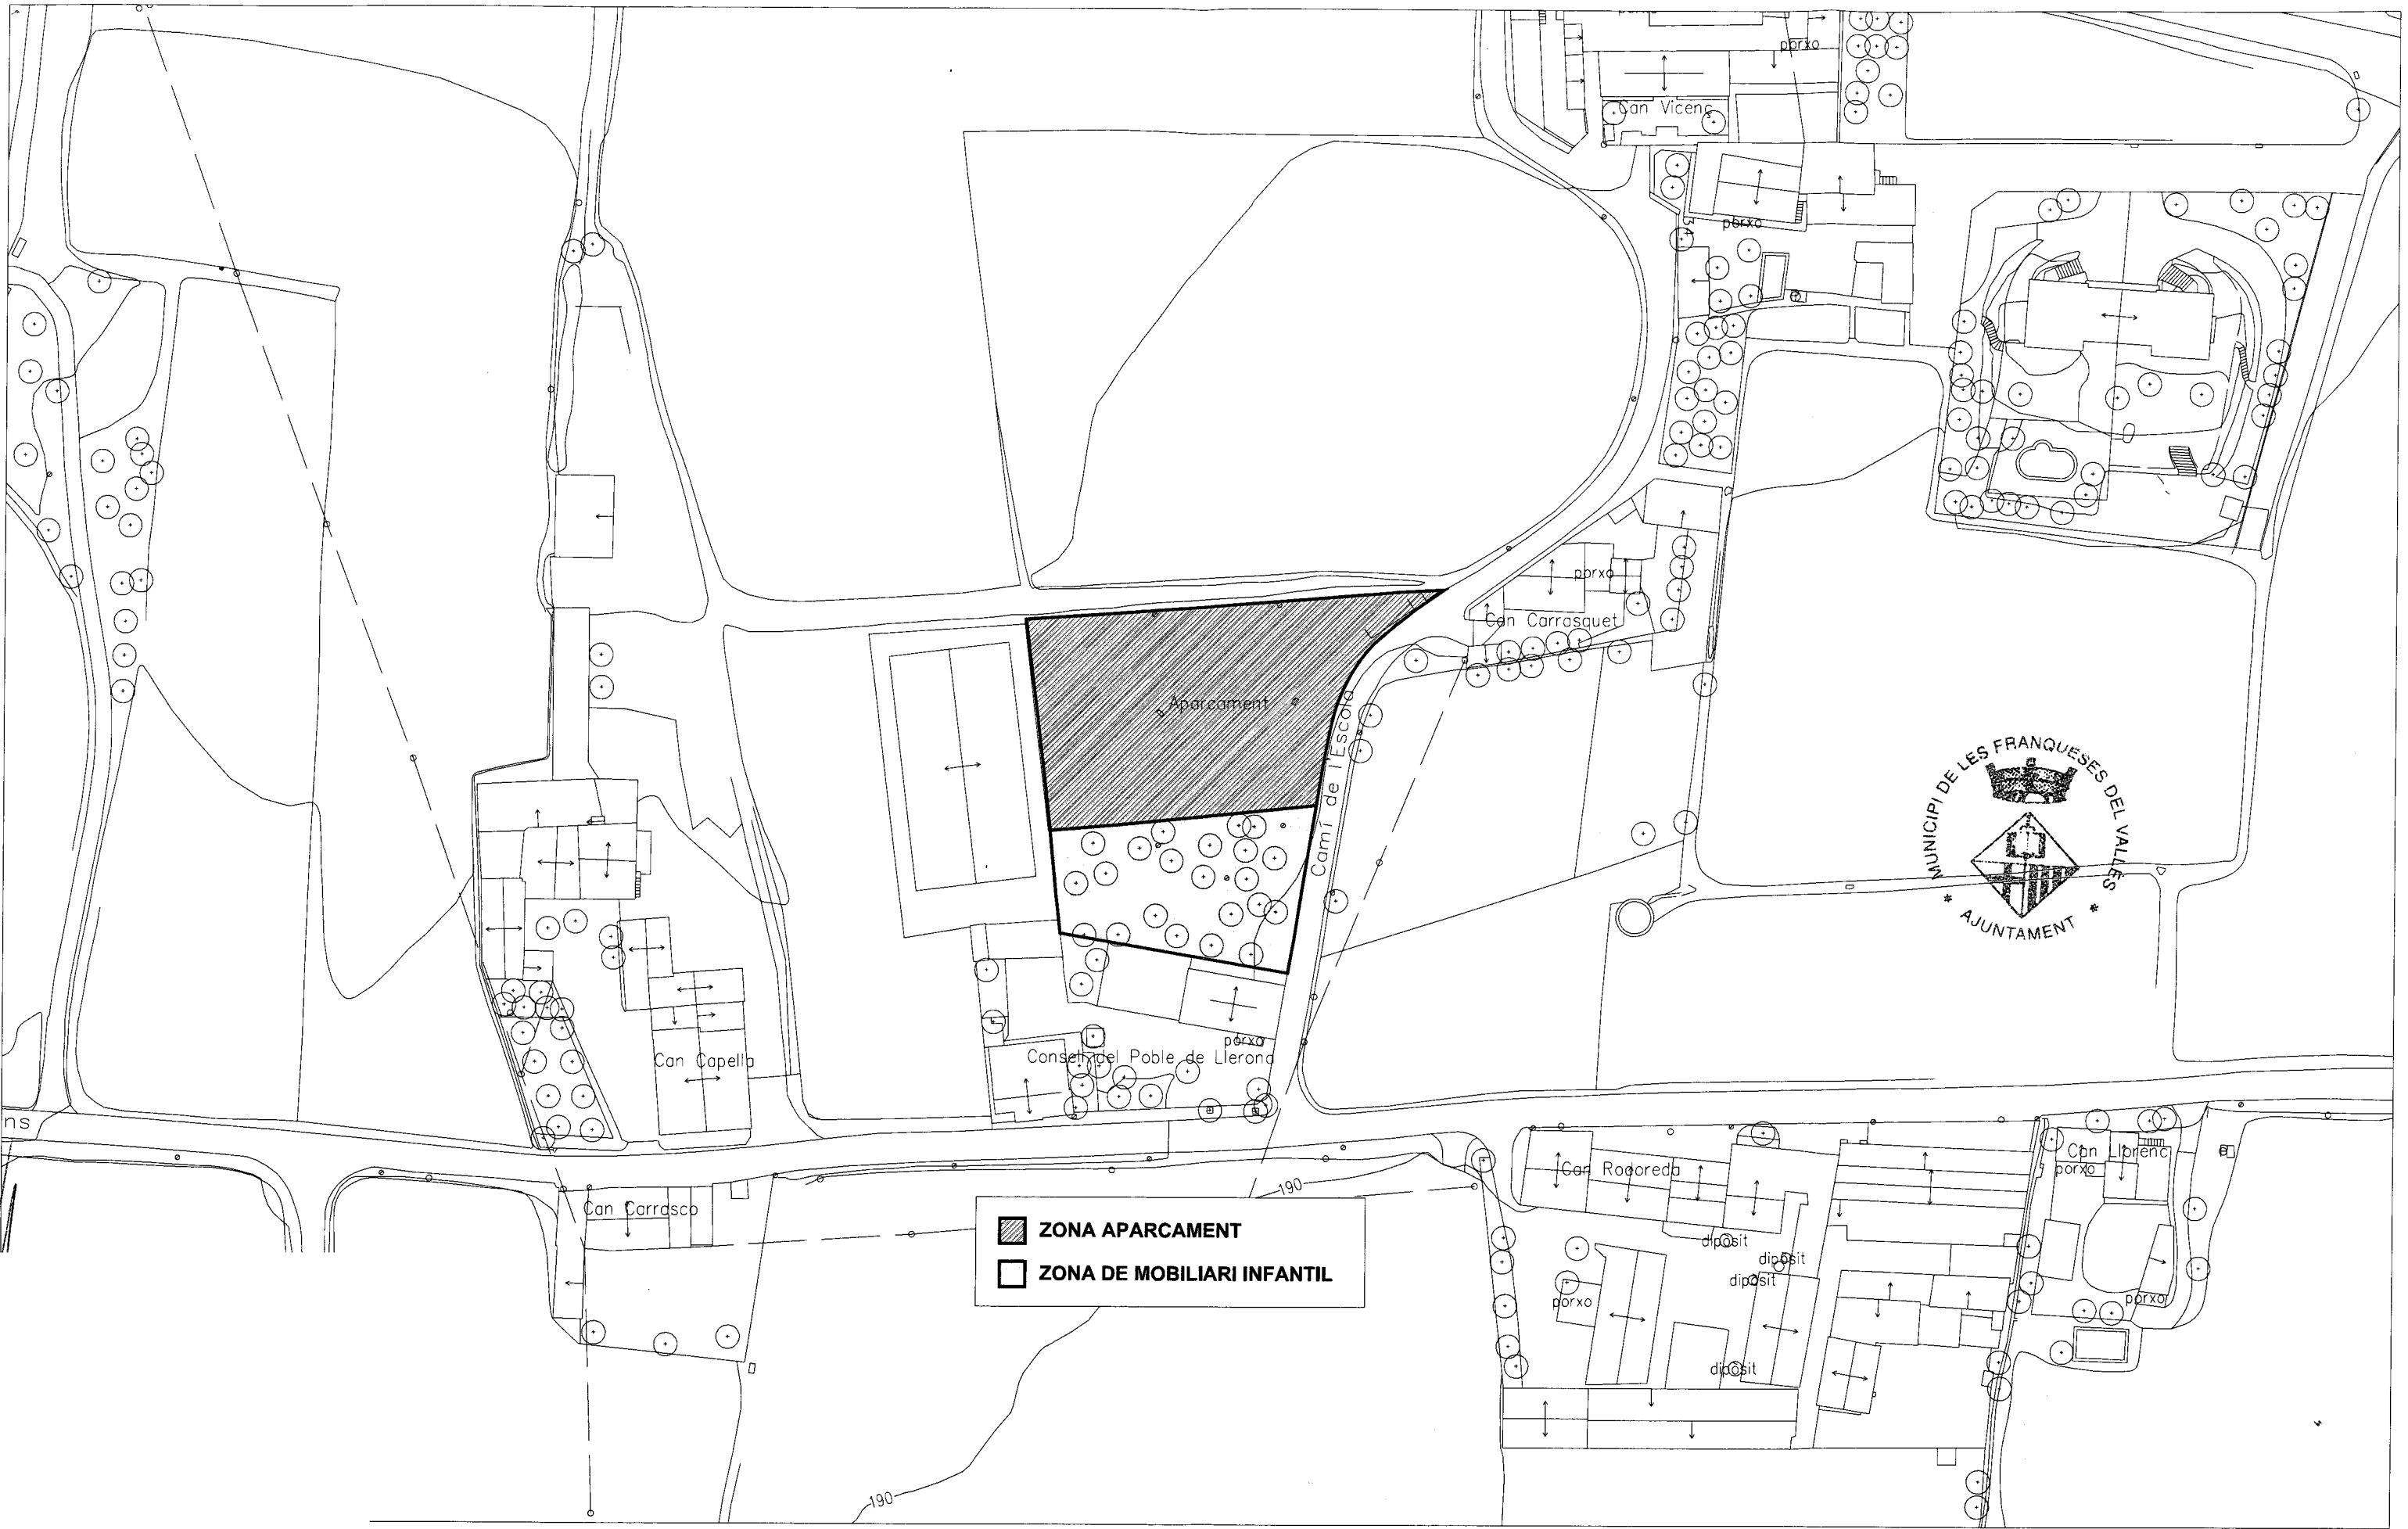 porxo
Can Vicenç
porxo
porxo
Can Carrasquet
Aparcament
Camí de l'Escola
MUNICIPI DE LES FRANQUESES DEL VALLÈS
* AJUNTAMENT *
porxo
Consell del Poble de Llerona
Can Capella
ns
Can Carrasco
190
Can Rodoreda
Can Llorenç
porxo
ZONA APARCAMENT
ZONA DE MOBILIARI INFANTIL
dipòsit
dipòsit
dipòsit
porxo
porxo
dipòsit
190